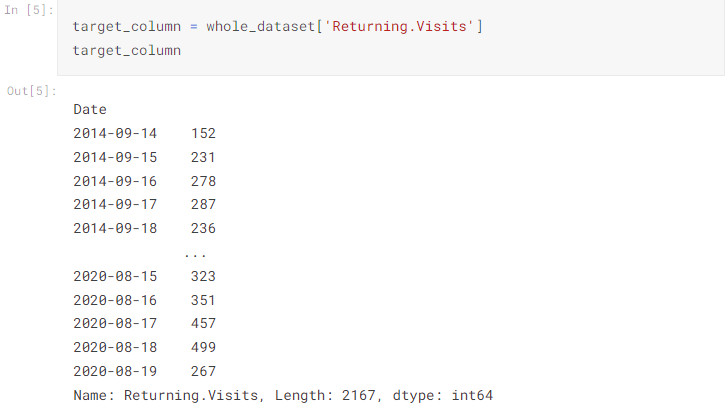 In [5]:
target_column = whole_dataset['Returning.Visits']
target_column
Out[5]:
Date
2014-09-14    152
2014-09-15    231
2014-09-16    278
2014-09-17    287
2014-09-18    236
...
2020-08-15    323
2020-08-16    351
2020-08-17    457
2020-08-18    499
2020-08-19    267
Name: Returning.Visits, Length: 2167, dtype: int64